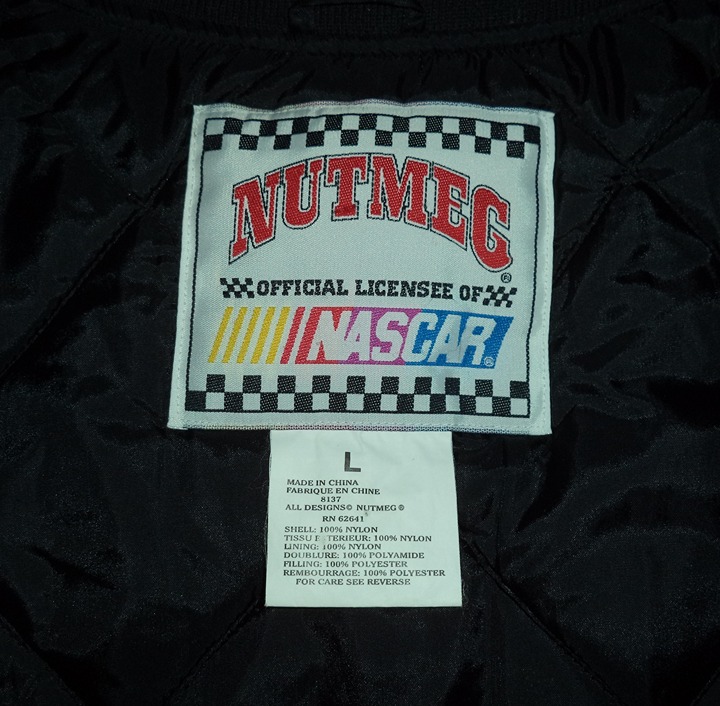 NUTMEG®
OFFICIAL LICENSEE OF
NASCAR®
L
MADE IN CHINA
FABRIQUE EN CHINE
8137
ALL DESIGNS© NUTMEG®
RN 62641
SHELL: 100% NYLON
TISSU E TERIEUR: 100% NYLON
LINING: 100% NYLON
DOUBLURE: 100% POLYAMIDE
FILLING: 100% POLYESTER
REMBOURRAGE: 100% POLYESTER
FOR CARE SEE REVERSE